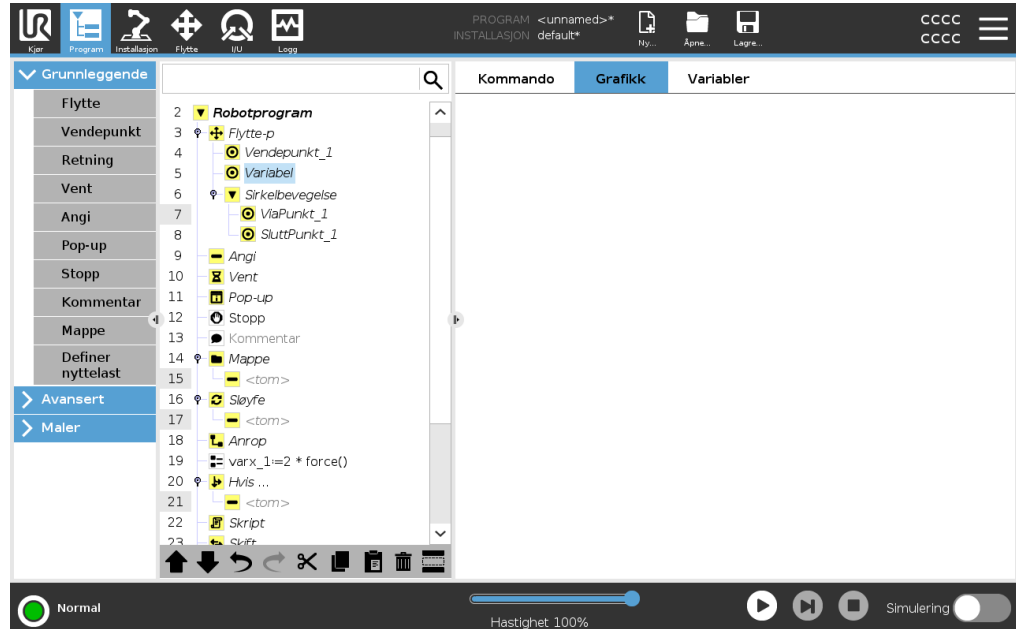 UR
PROGRAM <unnamed>*
INSTALLASJON default*
Kjør
Program
Installasjon
Flytte
I/U
Logg
Ny...
Åpne...
Lagre...
CCCC
CCCC
Grunnleggende
Flytte
Vendepunkt
Retning
Vent
Angi
Pop-up
Stopp
Kommentar
Mappe
Definer
nyttelast
Avansert
Maler
2 Robotprogram
3 Flytte-p
4 Vendepunkt_1
5 Variabel
6 Sirkelbevegelse
7 ViaPunkt_1
8 SluttPunkt_1
9 Angi
10 Vent
11 Pop-up
12 Stopp
13 Kommentar
14 Mappe
15 <tom>
16 Sløyfe
17 <tom>
18 Anrop
19 varx_1:=2 * force()
20 Hvis ...
21 <tom>
22 Skript
23 Skift
Kommando
Grafikk
Variabler
Normal
Hastighet 100%
Simulering